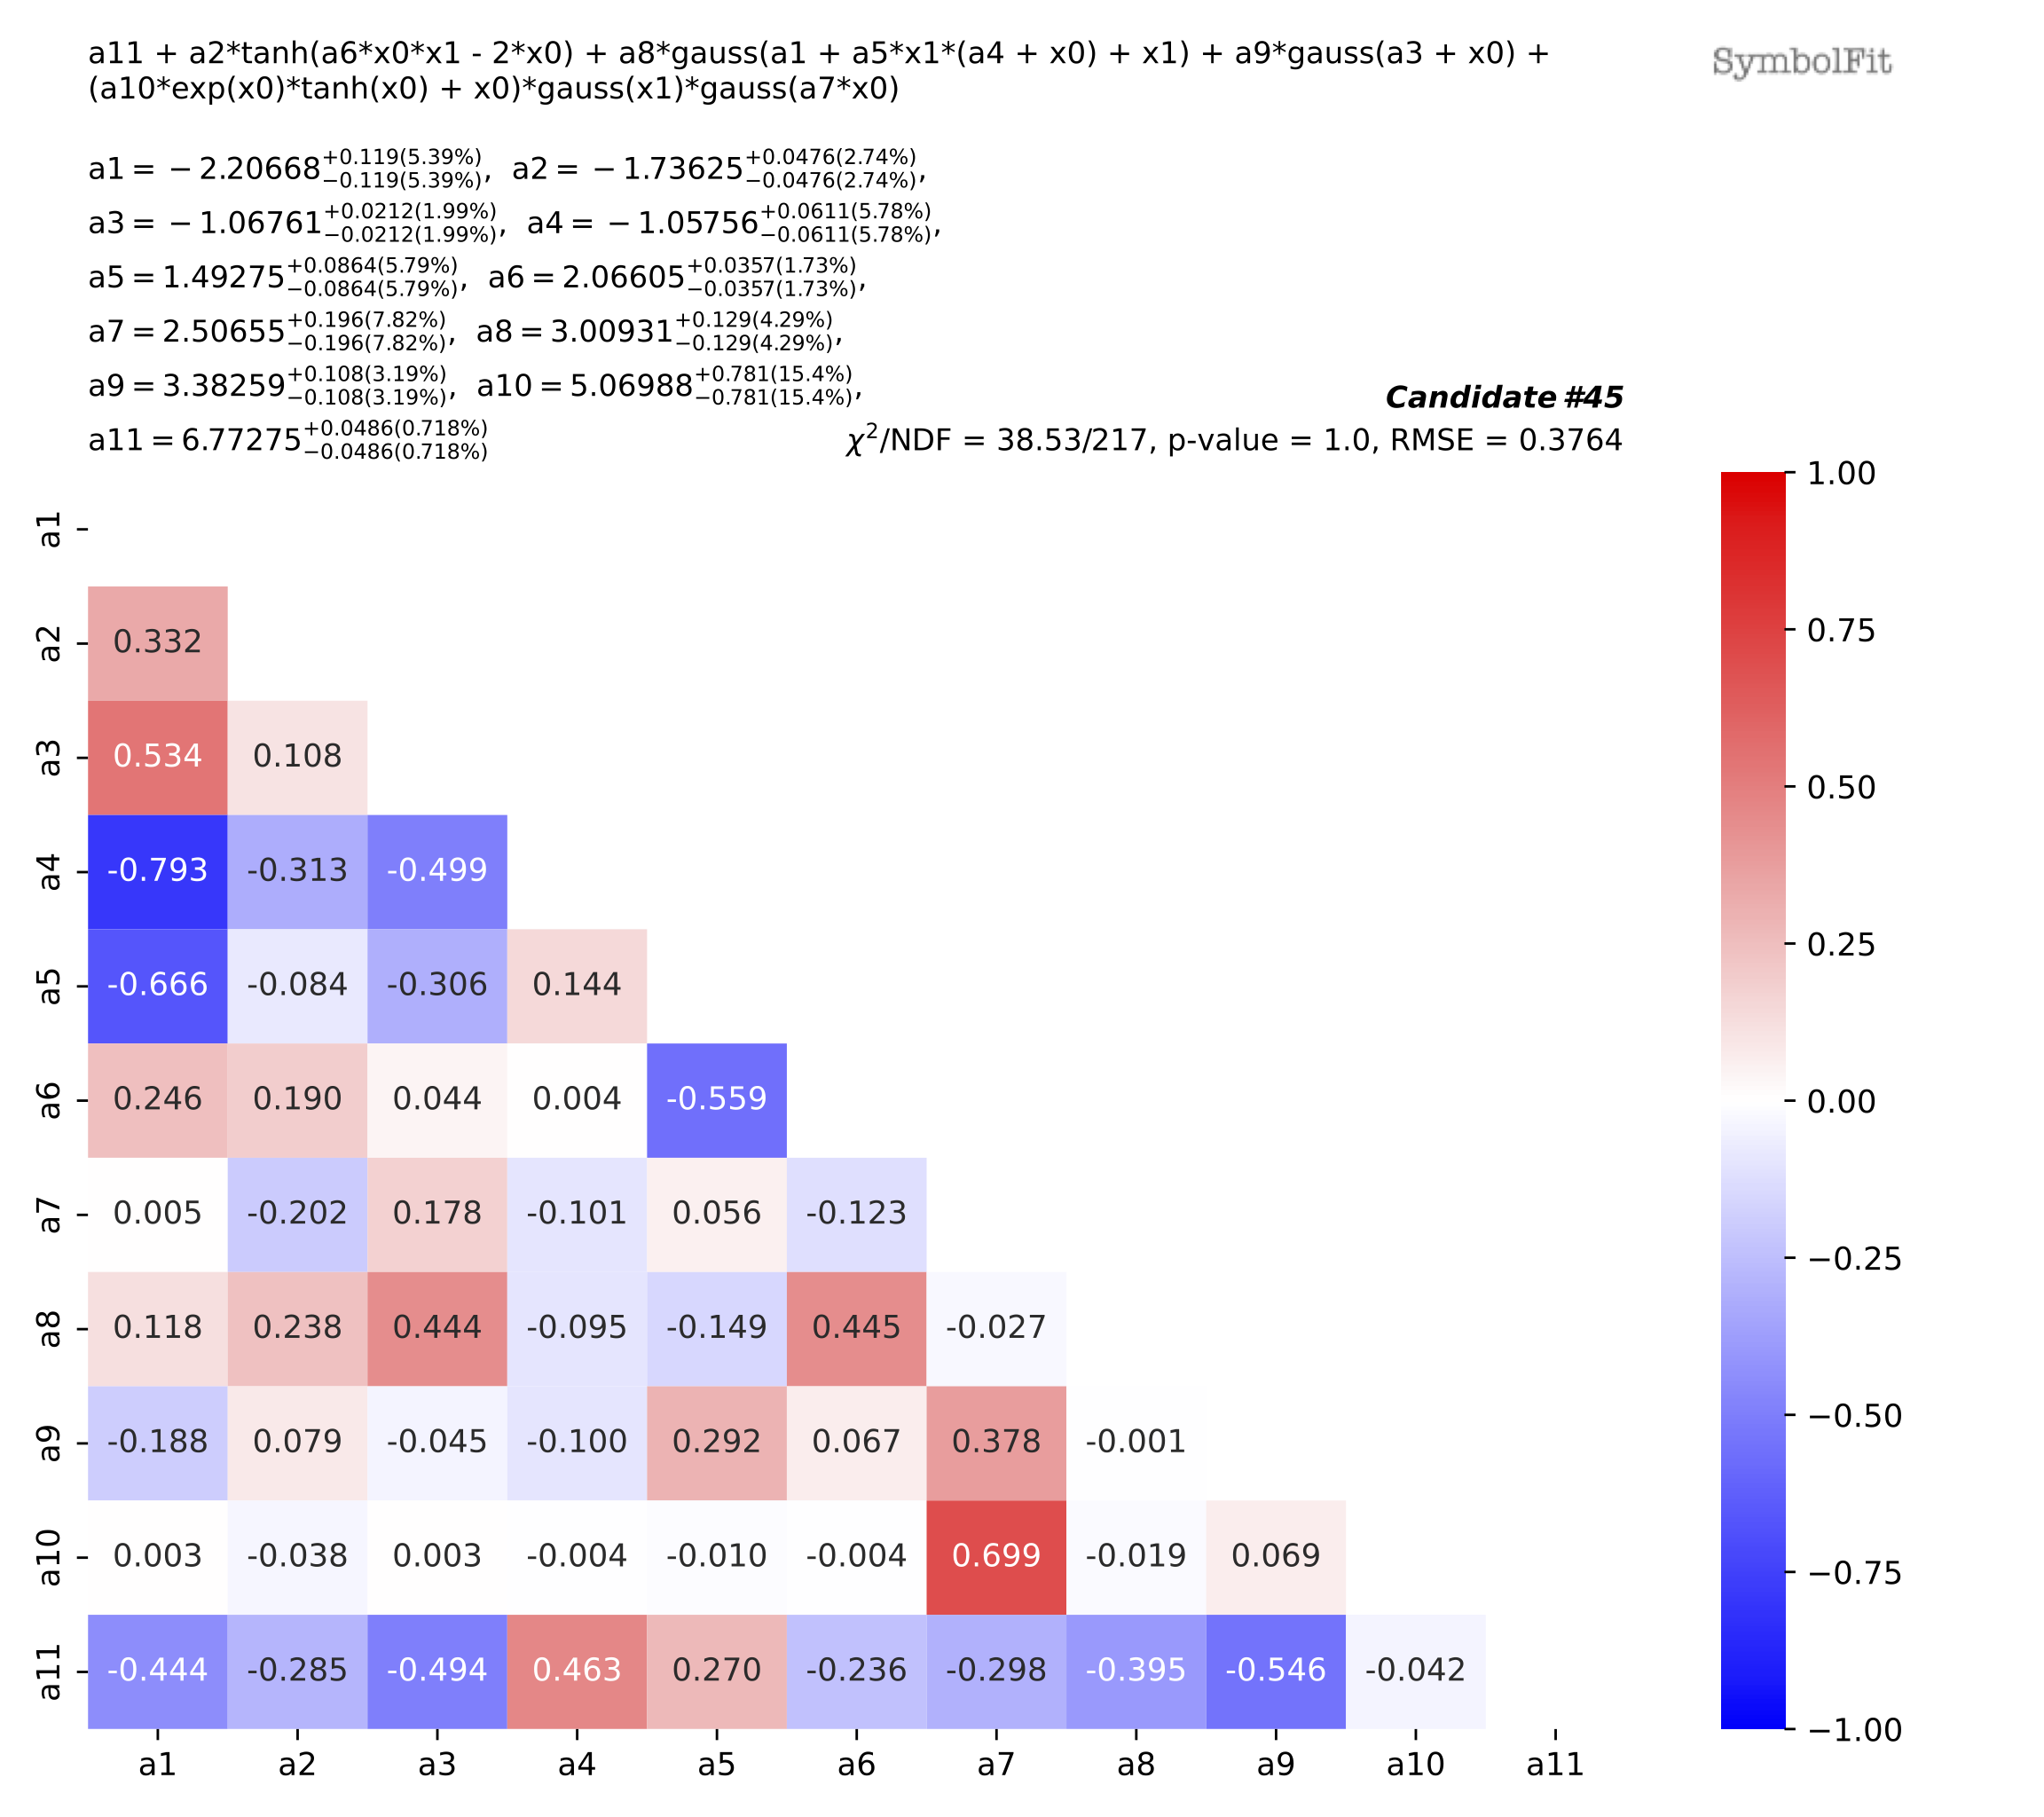 a11 + a2*tanh(a6*x0*x1 - 2*x0) + a8*gauss(a1 + a5*x1*(a4 + x0) + x1) + a9*gauss(a3 + x0) +
(a10*exp(x0)*tanh(x0) + x0)*gauss(x1)*gauss(a7*x0)
SymbolFit
a1 = − 2.20668 +0.119(5.39%) −0.119(5.39%), a2 = − 1.73625 +0.0476(2.74%) −0.0476(2.74%),
a3 = − 1.06761 +0.0212(1.99%) −0.0212(1.99%), a4 = − 1.05756 +0.0611(5.78%) −0.0611(5.78%),
a5 = 1.49275 +0.0864(5.79%) −0.0864(5.79%), a6 = 2.06605 +0.0357(1.73%) −0.0357(1.73%),
a7 = 2.50655 +0.196(7.82%) −0.196(7.82%), a8 = 3.00931 +0.129(4.29%) −0.129(4.29%),
a9 = 3.38259 +0.108(3.19%) −0.108(3.19%), a10 = 5.06988 +0.781(15.4%) −0.781(15.4%),
a11 = 6.77275 +0.0486(0.718%) −0.0486(0.718%)
Candidate #45
χ²/NDF = 38.53/217, p-value = 1.0, RMSE = 0.3764
a1
a2 0.332
a3 0.534 0.108
a4 -0.793 -0.313 -0.499
a5 -0.666 -0.084 -0.306 0.144
a6 0.246 0.190 0.044 0.004 -0.559
a7 0.005 -0.202 0.178 -0.101 0.056 -0.123
a8 0.118 0.238 0.444 -0.095 -0.149 0.445 -0.027
a9 -0.188 0.079 -0.045 -0.100 0.292 0.067 0.378 -0.001
a10 0.003 -0.038 0.003 -0.004 -0.010 -0.004 0.699 -0.019 0.069
a11 -0.444 -0.285 -0.494 0.463 0.270 -0.236 -0.298 -0.395 -0.546 -0.042
a1 a2 a3 a4 a5 a6 a7 a8 a9 a10 a11
1.00
0.75
0.50
0.25
0.00
−0.25
−0.50
−0.75
−1.00